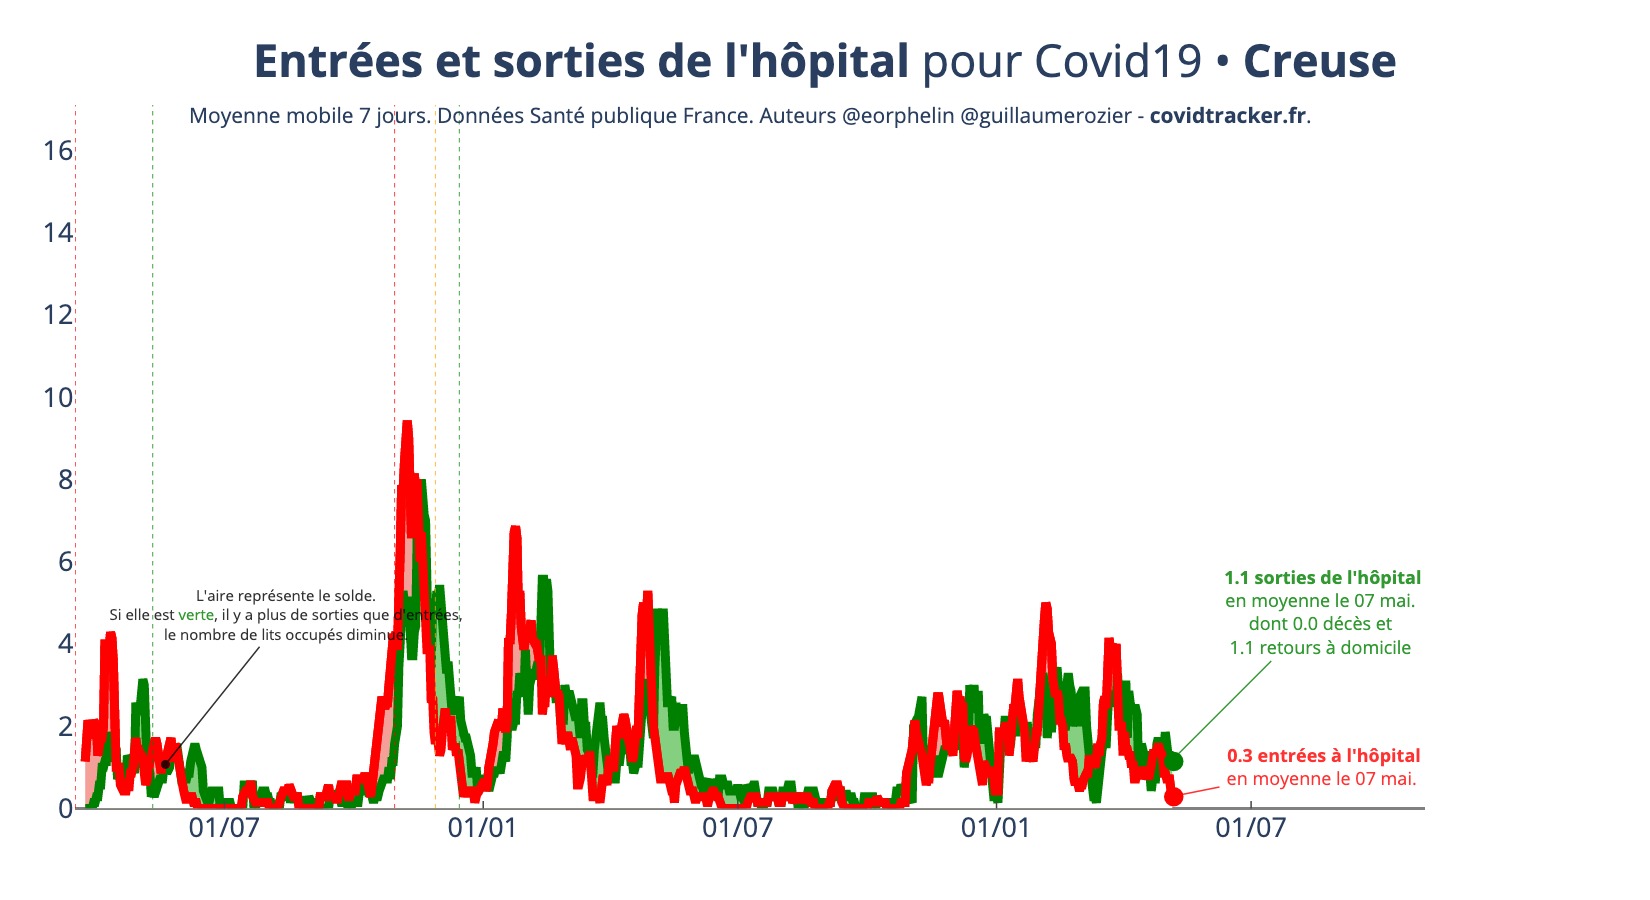 Entrées et sorties de l'hôpital pour Covid19 • Creuse
Moyenne mobile 7 jours. Données Santé publique France. Auteurs @eorphelin @guillaumerozier - covidtracker.fr.
16
14
12
10
8
6
4
2
0
L'aire représente le solde.
Si elle est verte, il y a plus de sorties que d'entrées,
le nombre de lits occupés diminue.
1.1 sorties de l'hôpital
en moyenne le 07 mai.
dont 0.0 décès et
1.1 retours à domicile
0.3 entrées à l'hôpital
en moyenne le 07 mai.
01/07
01/01
01/07
01/01
01/07